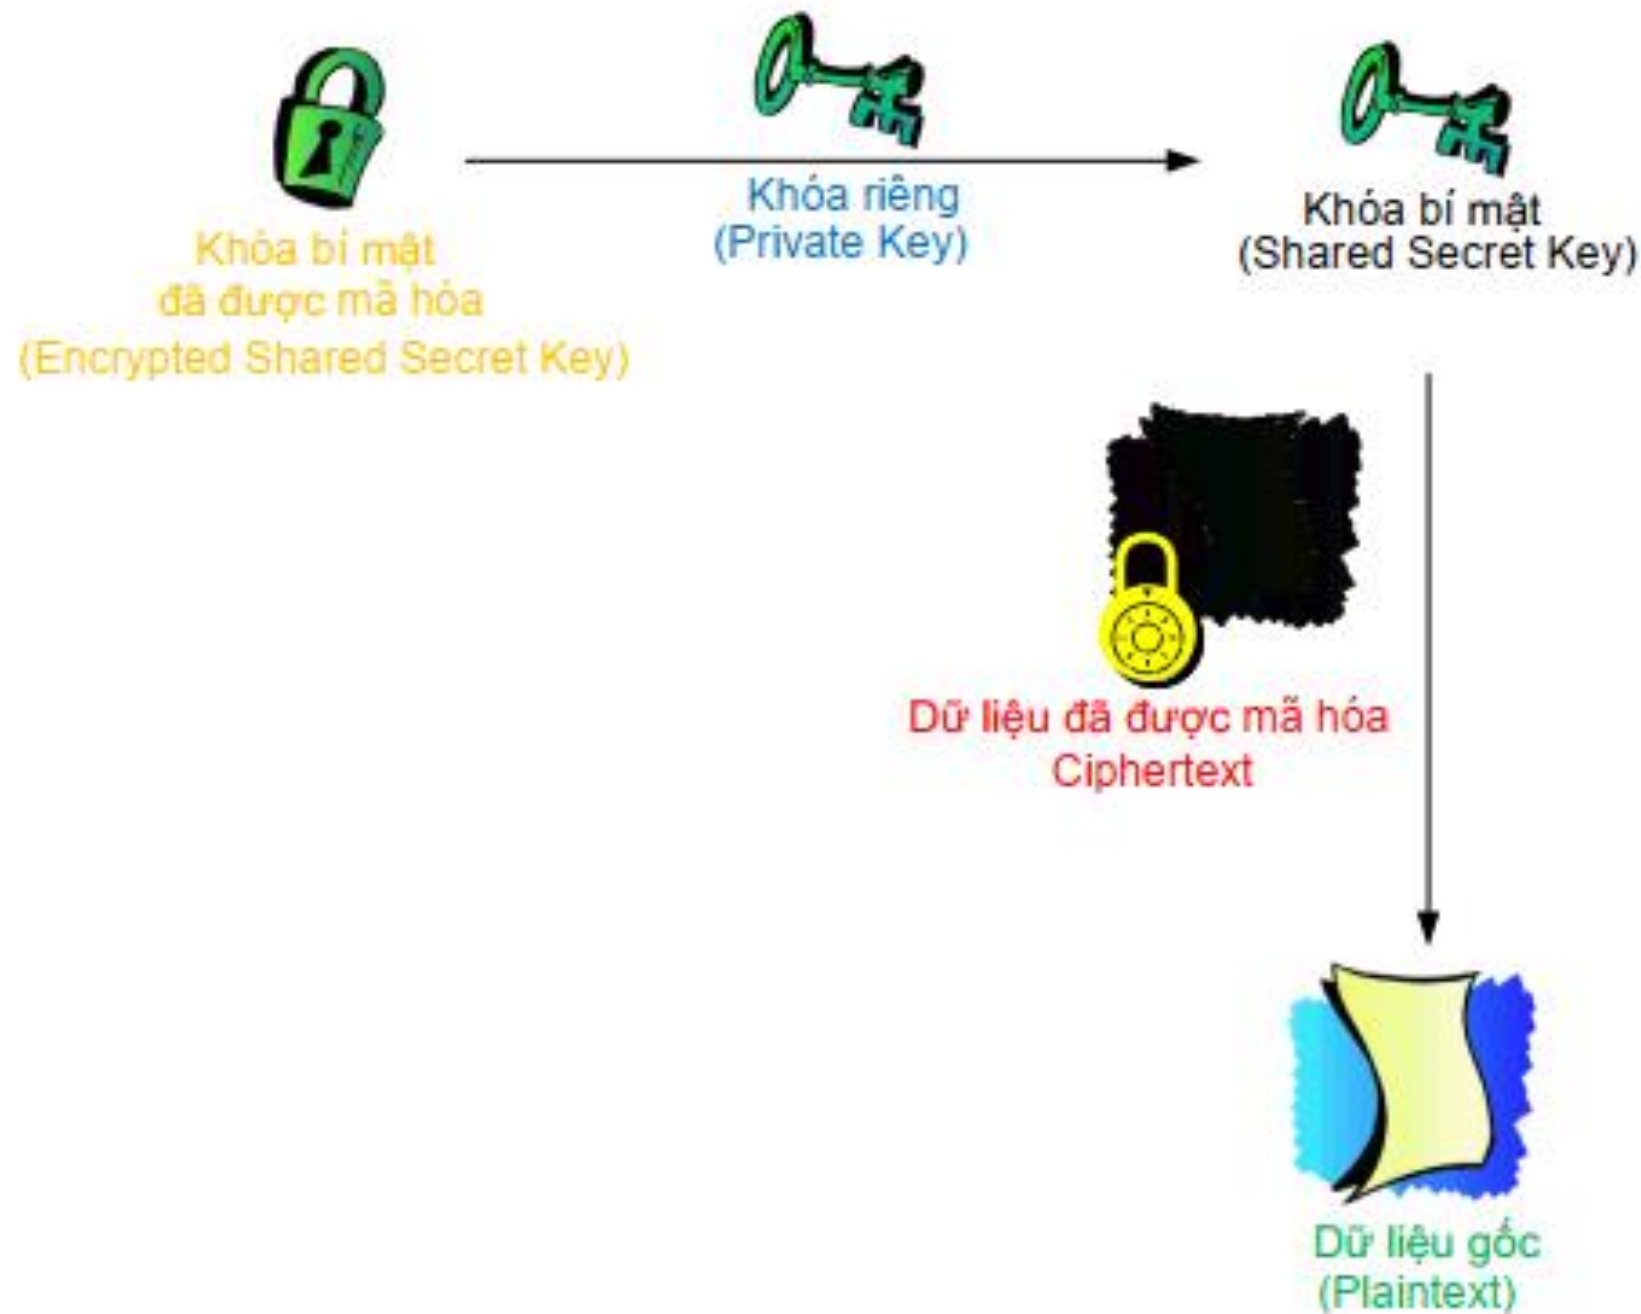 Khóa bí mật
đã được mã hóa
(Encrypted Shared Secret Key)
Khóa riêng
(Private Key)
Khóa bí mật
(Shared Secret Key)
Dữ liệu đã được mã hóa
Ciphertext
Dữ liệu gốc
(Plaintext)